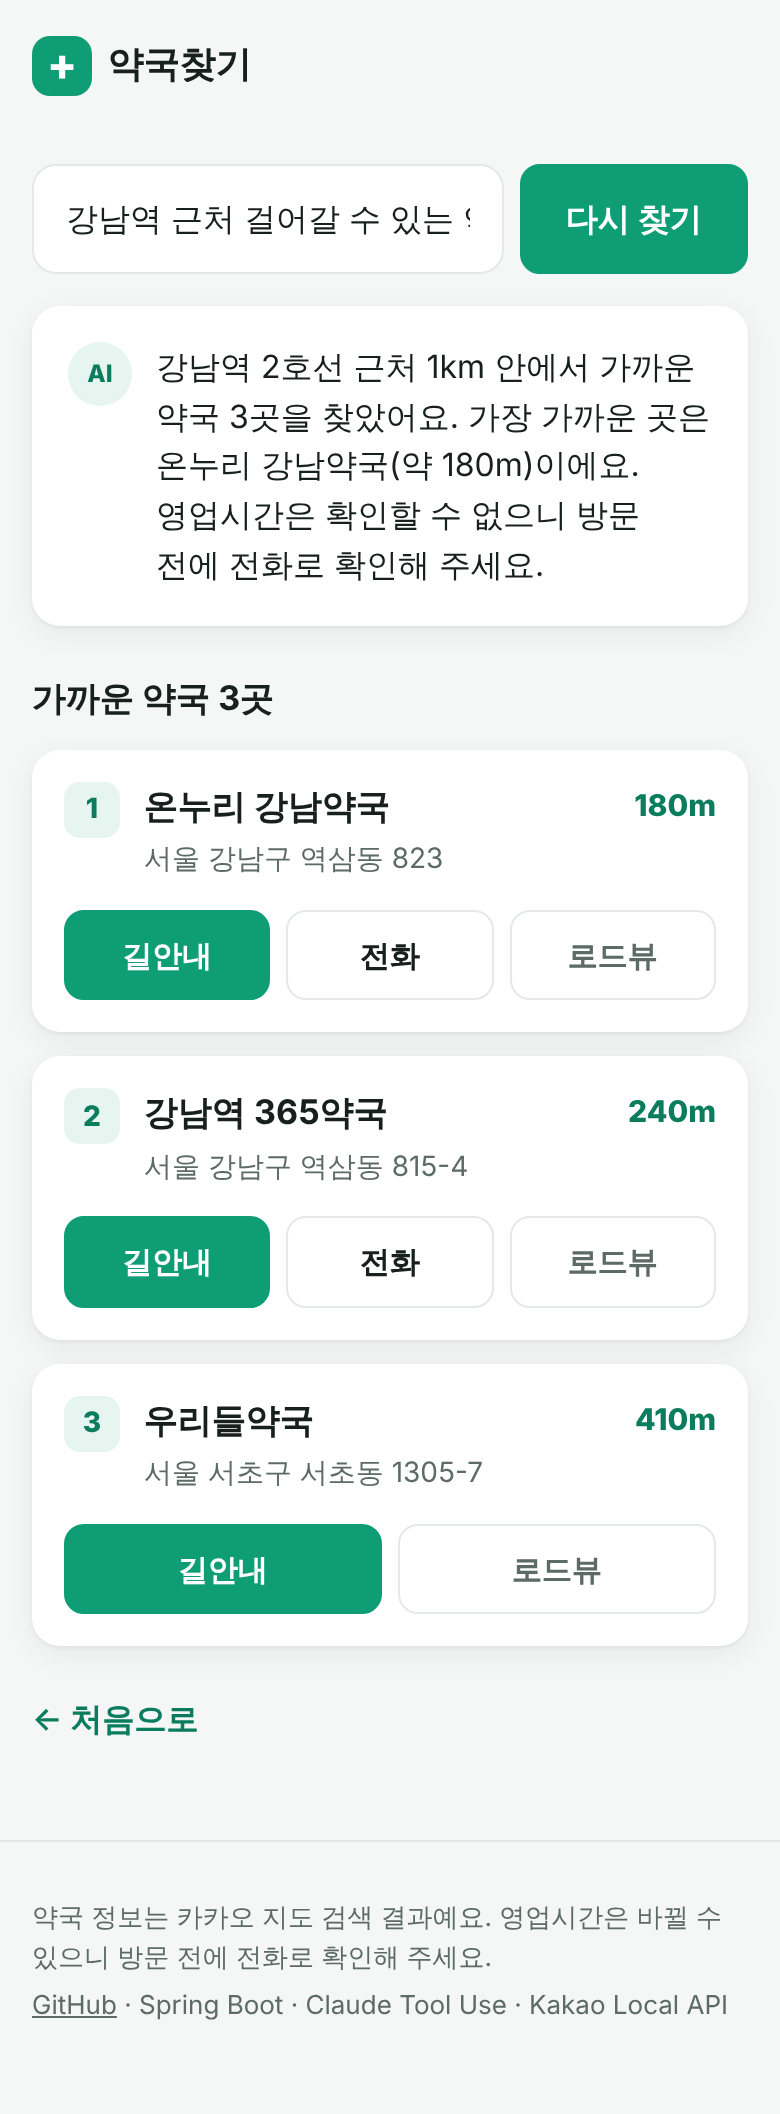 약국찾기
강남역 근처 걸어갈 수 있는
다시 찾기
AI
강남역 2호선 근처 1km 안에서 가까운
약국 3곳을 찾았어요. 가장 가까운 곳은
온누리 강남약국(약 180m)이에요.
영업시간은 확인할 수 없으니 방문
전에 전화로 확인해 주세요.
가까운 약국 3곳
1 온누리 강남약국 180m
서울 강남구 역삼동 823
길안내 전화 로드뷰
2 강남역 365약국 240m
서울 강남구 역삼동 815-4
길안내 전화 로드뷰
3 우리들약국 410m
서울 서초구 서초동 1305-7
길안내 로드뷰
← 처음으로
약국 정보는 카카오 지도 검색 결과예요. 영업시간은 바뀔 수
있으니 방문 전에 전화로 확인해 주세요.
GitHub · Spring Boot · Claude Tool Use · Kakao Local API